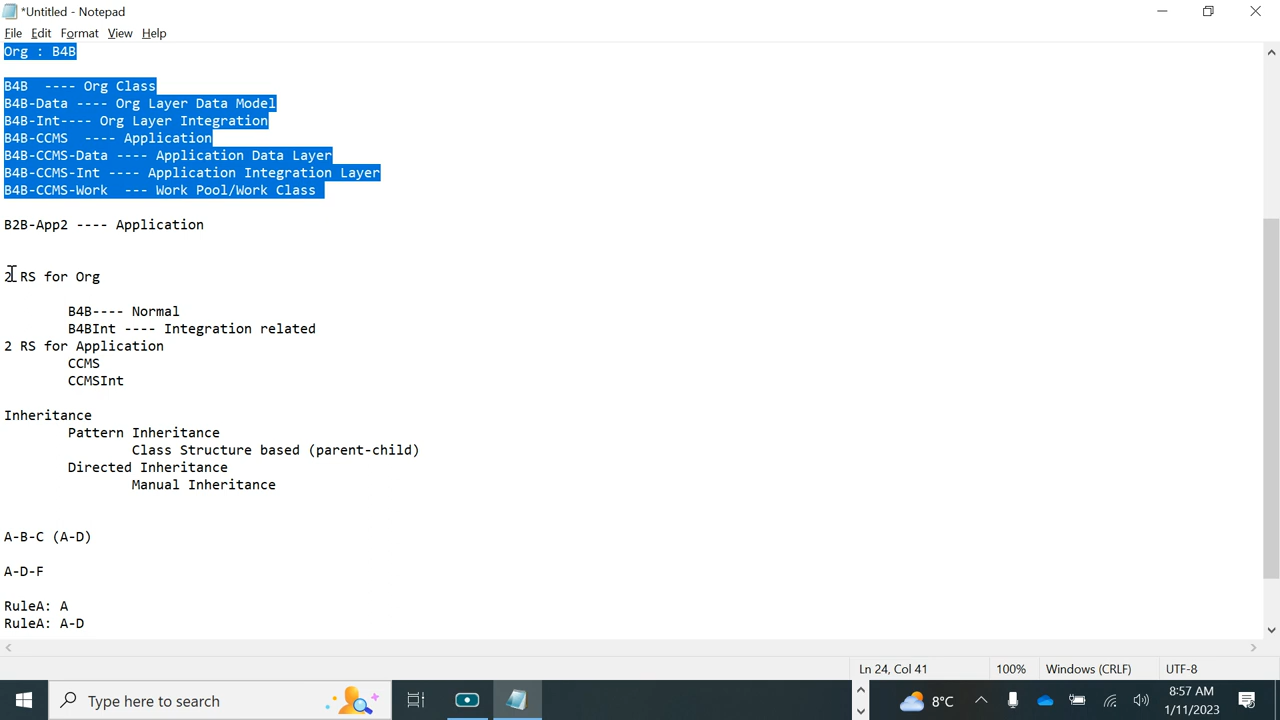 *Untitled - Notepad
File Edit Format View Help
Org : B4B
B4B ---- Org Class
B4B-Data ---- Org Layer Data Model
B4B-Int---- Org Layer Integration
B4B-CCMS ---- Application
B4B-CCMS-Data ---- Application Data Layer
B4B-CCMS-Int ---- Application Integration Layer
B4B-CCMS-Work --- Work Pool/Work Class
B2B-App2 ---- Application
2 RS for Org
B4B---- Normal
B4BInt ---- Integration related
2 RS for Application
CCMS
CCMSInt
Inheritance
Pattern Inheritance
Class Structure based (parent-child)
Directed Inheritance
Manual Inheritance
A-B-C (A-D)
A-D-F
RuleA: A
RuleA: A-D
Ln 24, Col 41 100% Windows (CRLF) UTF-8
Type here to search 8°C 8:57 AM
1/11/2023